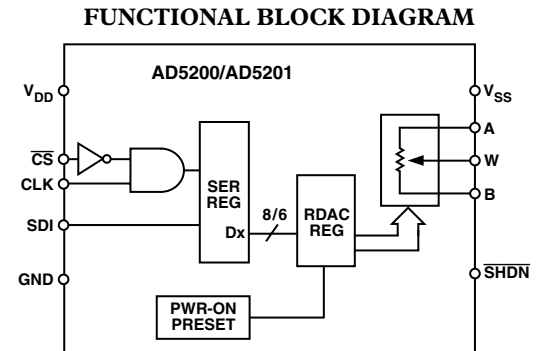 FUNCTIONAL BLOCK DIAGRAM
AD5200/AD5201
VDD
VSS
A
CS
W
CLK
SER
REG
B
8/6
RDAC
REG
SDI
Dx
GND
SHDN
PWR-ON
PRESET